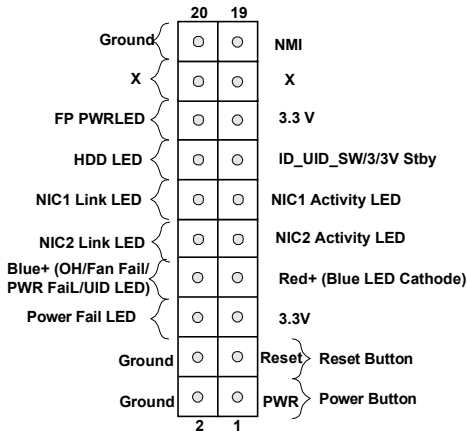 20 19
Ground NMI
X X
FP PWRLED 3.3 V
HDD LED ID_UID_SW/3/3V Stby
NIC1 Link LED NIC1 Activity LED
NIC2 Link LED NIC2 Activity LED
Blue+ (OH/Fan Fail/
PWR FaiL/UID LED) Red+ (Blue LED Cathode)
Power Fail LED 3.3V
Ground Reset Reset Button
Ground PWR Power Button
2 1